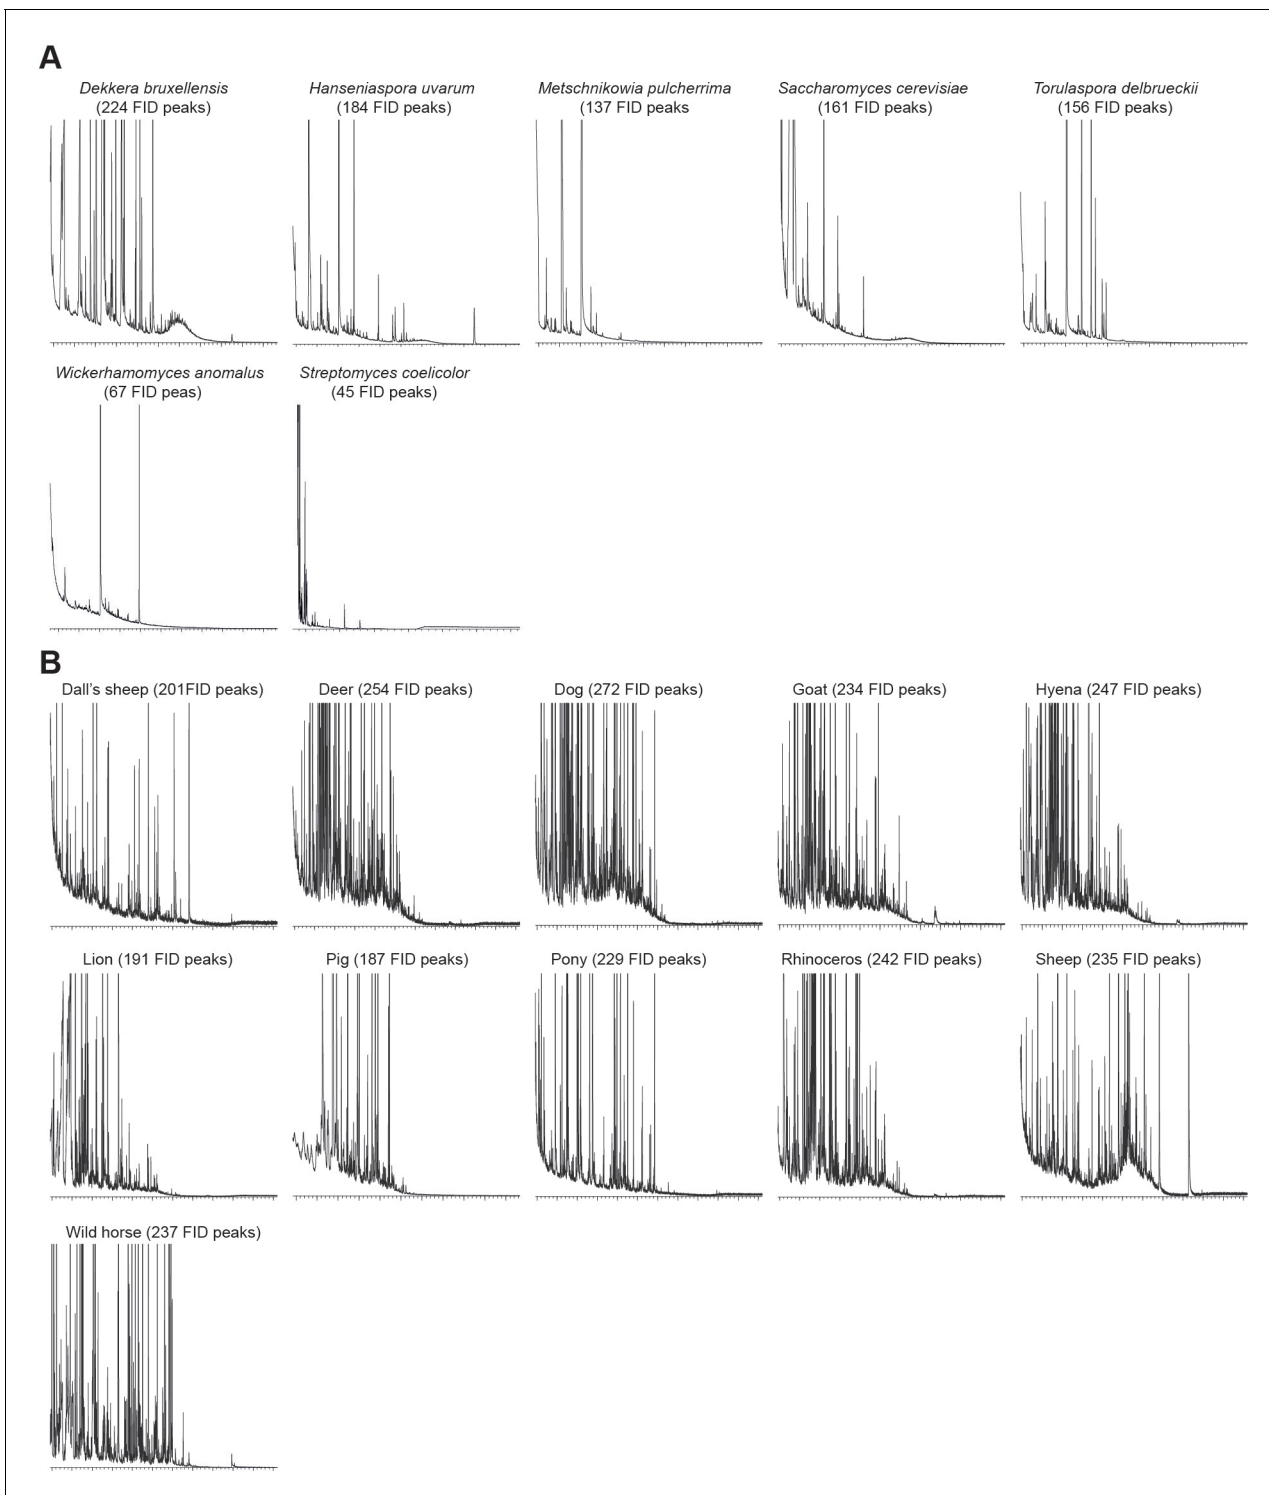 A
Dekkera bruxellensis
(224 FID peaks)
Hanseniaspora uvarum
(184 FID peaks)
Metschnikowia pulcherrima
(137 FID peaks
Saccharomyces cerevisiae
(161 FID peaks)
Torulaspora delbrueckii
(156 FID peaks)
Wickerhamomyces anomalus
(67 FID peas)
Streptomyces coelicolor
(45 FID peaks)
B
Dall's sheep (201FID peaks)
Deer (254 FID peaks)
Dog (272 FID peaks)
Goat (234 FID peaks)
Hyena (247 FID peaks)
Lion (191 FID peaks)
Pig (187 FID peaks)
Pony (229 FID peaks)
Rhinoceros (242 FID peaks)
Sheep (235 FID peaks)
Wild horse (237 FID peaks)